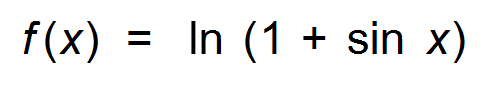 f(x) = ln (1 + sin x)